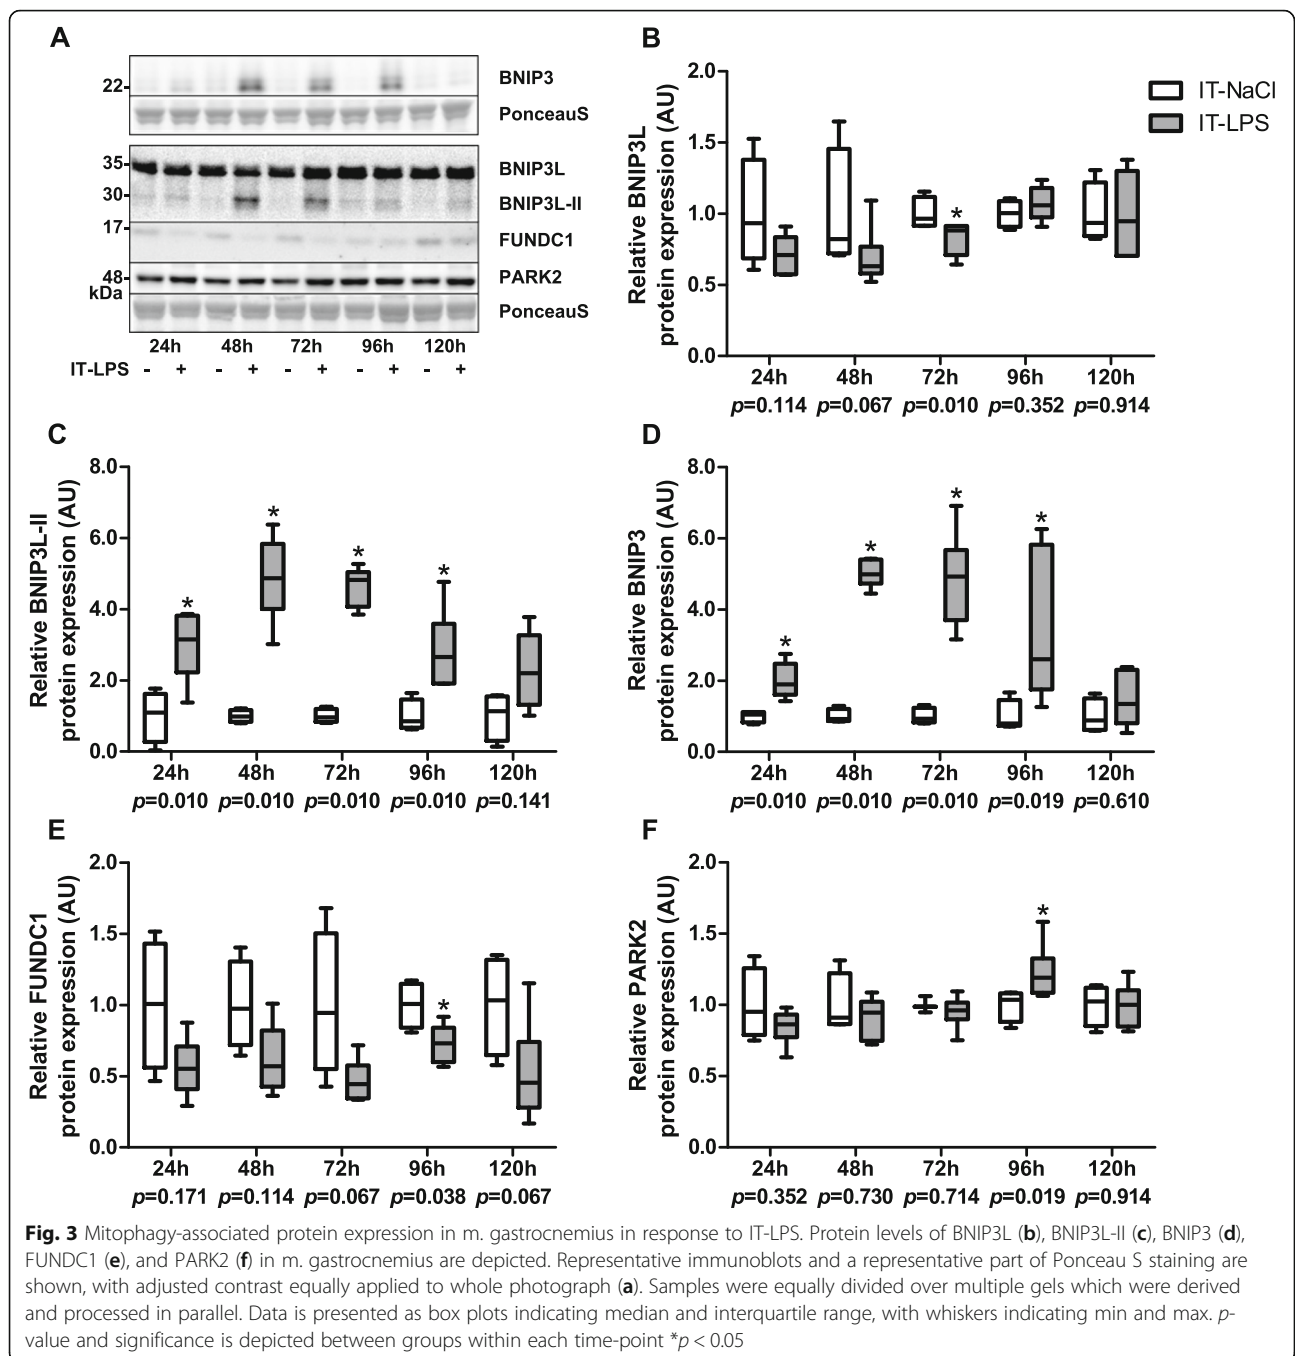 A
22
BNIP3
PonceauS
35
BNIP3L
30
BNIP3L-II
17
FUNDC1
48
PARK2
kDa
PonceauS
24h 48h 72h 96h 120h
IT-LPS - + - + - + - + - +
B
IT-NaCl
IT-LPS
Relative BNIP3L
protein expression (AU)
2.0
1.5
1.0
0.5
0.0
*
24h 48h 72h 96h 120h
p=0.114 p=0.067 p=0.010 p=0.352 p=0.914
C
Relative BNIP3L-II
protein expression (AU)
8.0
6.0
4.0
2.0
0.0
* * * *
24h 48h 72h 96h 120h
p=0.010 p=0.010 p=0.010 p=0.010 p=0.141
D
Relative BNIP3
protein expression (AU)
8.0
6.0
4.0
2.0
0.0
* * * *
24h 48h 72h 96h 120h
p=0.010 p=0.010 p=0.010 p=0.019 p=0.610
E
Relative FUNDC1
protein expression (AU)
2.0
1.5
1.0
0.5
0.0
*
24h 48h 72h 96h 120h
p=0.171 p=0.114 p=0.067 p=0.038 p=0.067
F
Relative PARK2
protein expression (AU)
2.0
1.5
1.0
0.5
0.0
*
24h 48h 72h 96h 120h
p=0.352 p=0.730 p=0.714 p=0.019 p=0.914
Fig. 3 Mitophagy-associated protein expression in m. gastrocnemius in response to IT-LPS. Protein levels of BNIP3L (b), BNIP3L-II (c), BNIP3 (d),
FUNDC1 (e), and PARK2 (f) in m. gastrocnemius are depicted. Representative immunoblots and a representative part of Ponceau S staining are
shown, with adjusted contrast equally applied to whole photograph (a). Samples were equally divided over multiple gels which were derived
and processed in parallel. Data is presented as box plots indicating median and interquartile range, with whiskers indicating min and max. p-
value and significance is depicted between groups within each time-point *p < 0.05